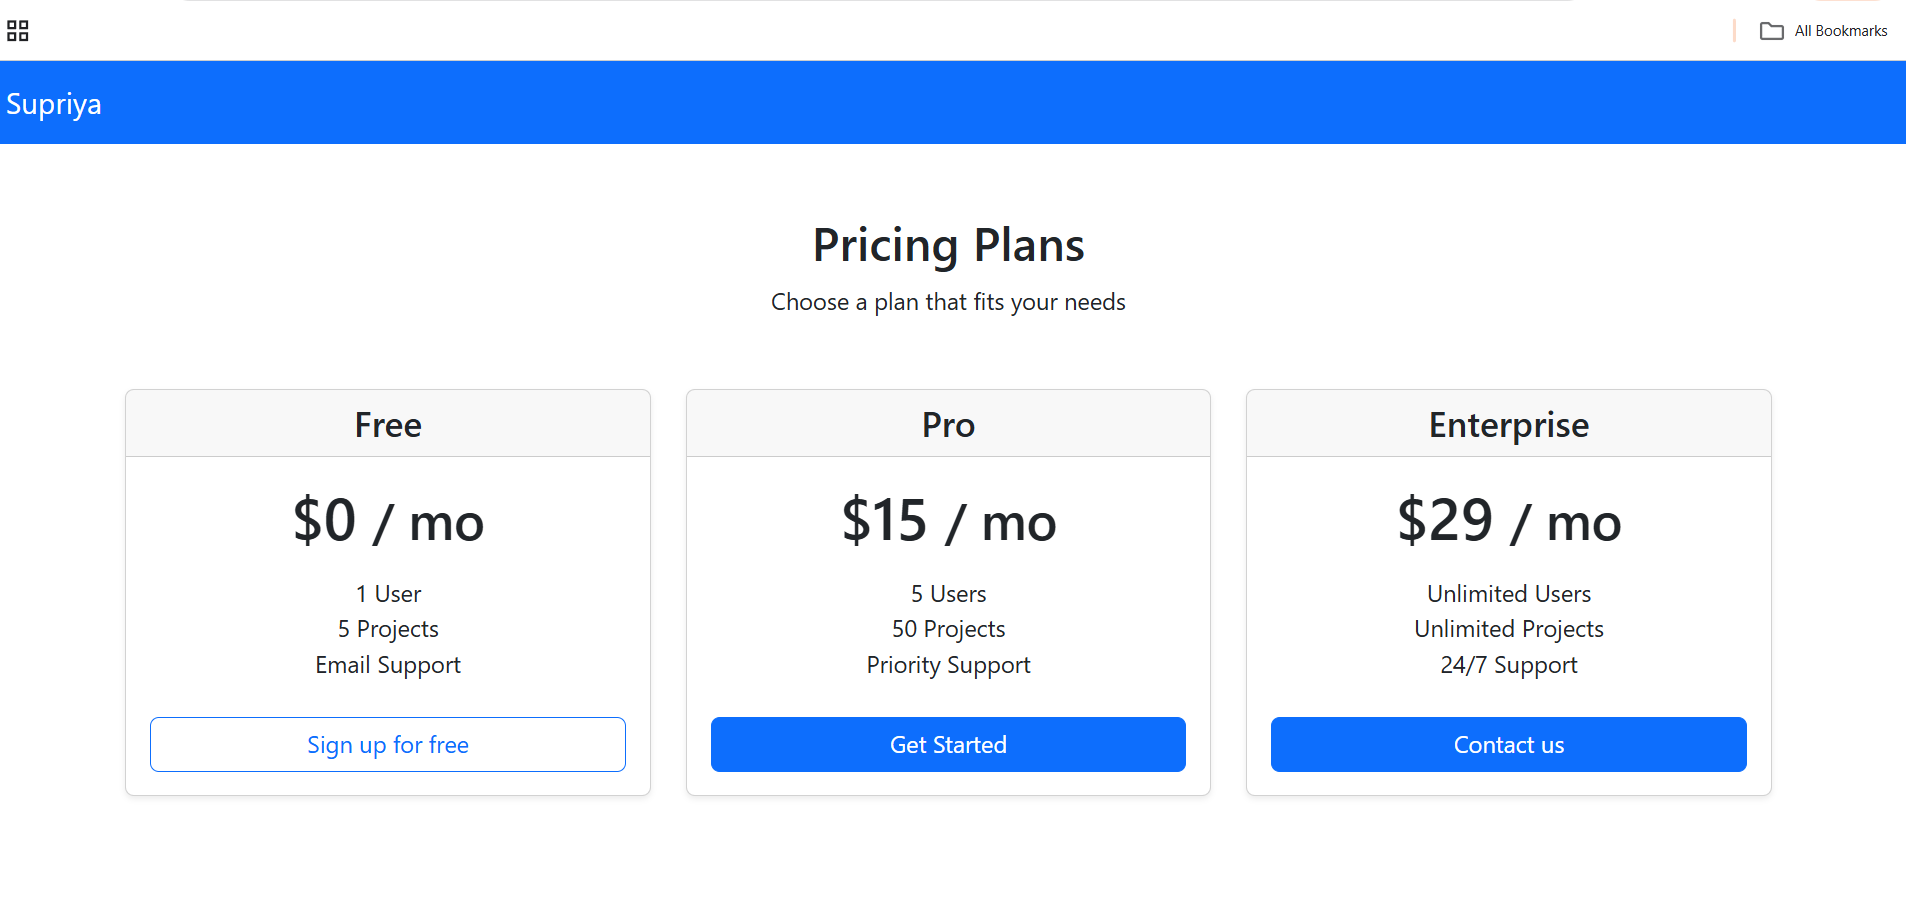 All Bookmarks
Supriya
Pricing Plans
Choose a plan that fits your needs
Free
$0 / mo
1 User
5 Projects
Email Support
Sign up for free
Pro
$15 / mo
5 Users
50 Projects
Priority Support
Get Started
Enterprise
$29 / mo
Unlimited Users
Unlimited Projects
24/7 Support
Contact us